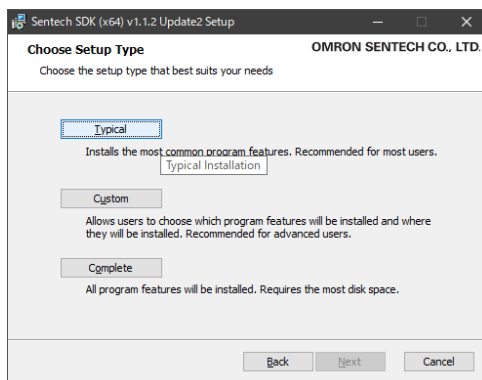 Sentech SDK (x64) v1.1.2 Update2 Setup
Choose Setup Type
OMRON SENTECH CO., LTD.
Choose the setup type that best suits your needs
Typical
Installs the most common program features. Recommended for most users.
Typical Installation
Custom
Allows users to choose which program features will be installed and where
they will be installed. Recommended for advanced users.
Complete
All program features will be installed. Requires the most disk space.
Back
Next
Cancel